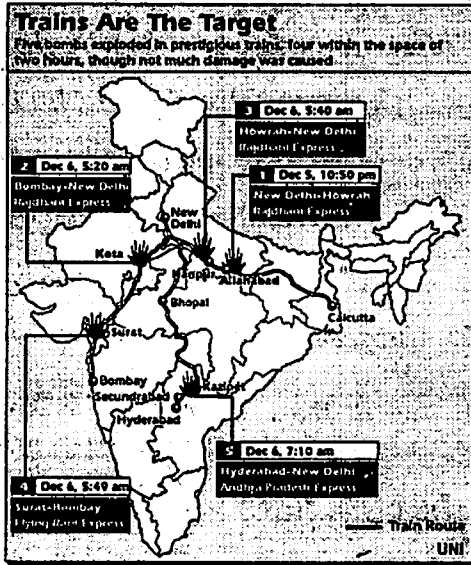 Trains Are The Target
Five bombs exploded in prestigious trains, four within the space of
two hours, though not much damage was caused
3 Dec 6, 5:40 am
Howrah-New Delhi
Rajdhani Express
2 Dec 6, 5:20 am
Bombay-New Delhi
Rajdhani Express
1 Dec 5, 10:50 pm
New Delhi-Howrah
Rajdhani Express
New
Delhi
Kota
Kanpur
Allahabad
Bhopal
Calcutta
Surat
Bombay
Kazipet
Secundrabad
Hyderabad
5 Dec 6, 7:10 am
Hyderabad-New Delhi
Andhra Pradesh Express
4 Dec 6, 5:49 am
Surat-Bombay
Flying Rani Express
Train Route
UNI